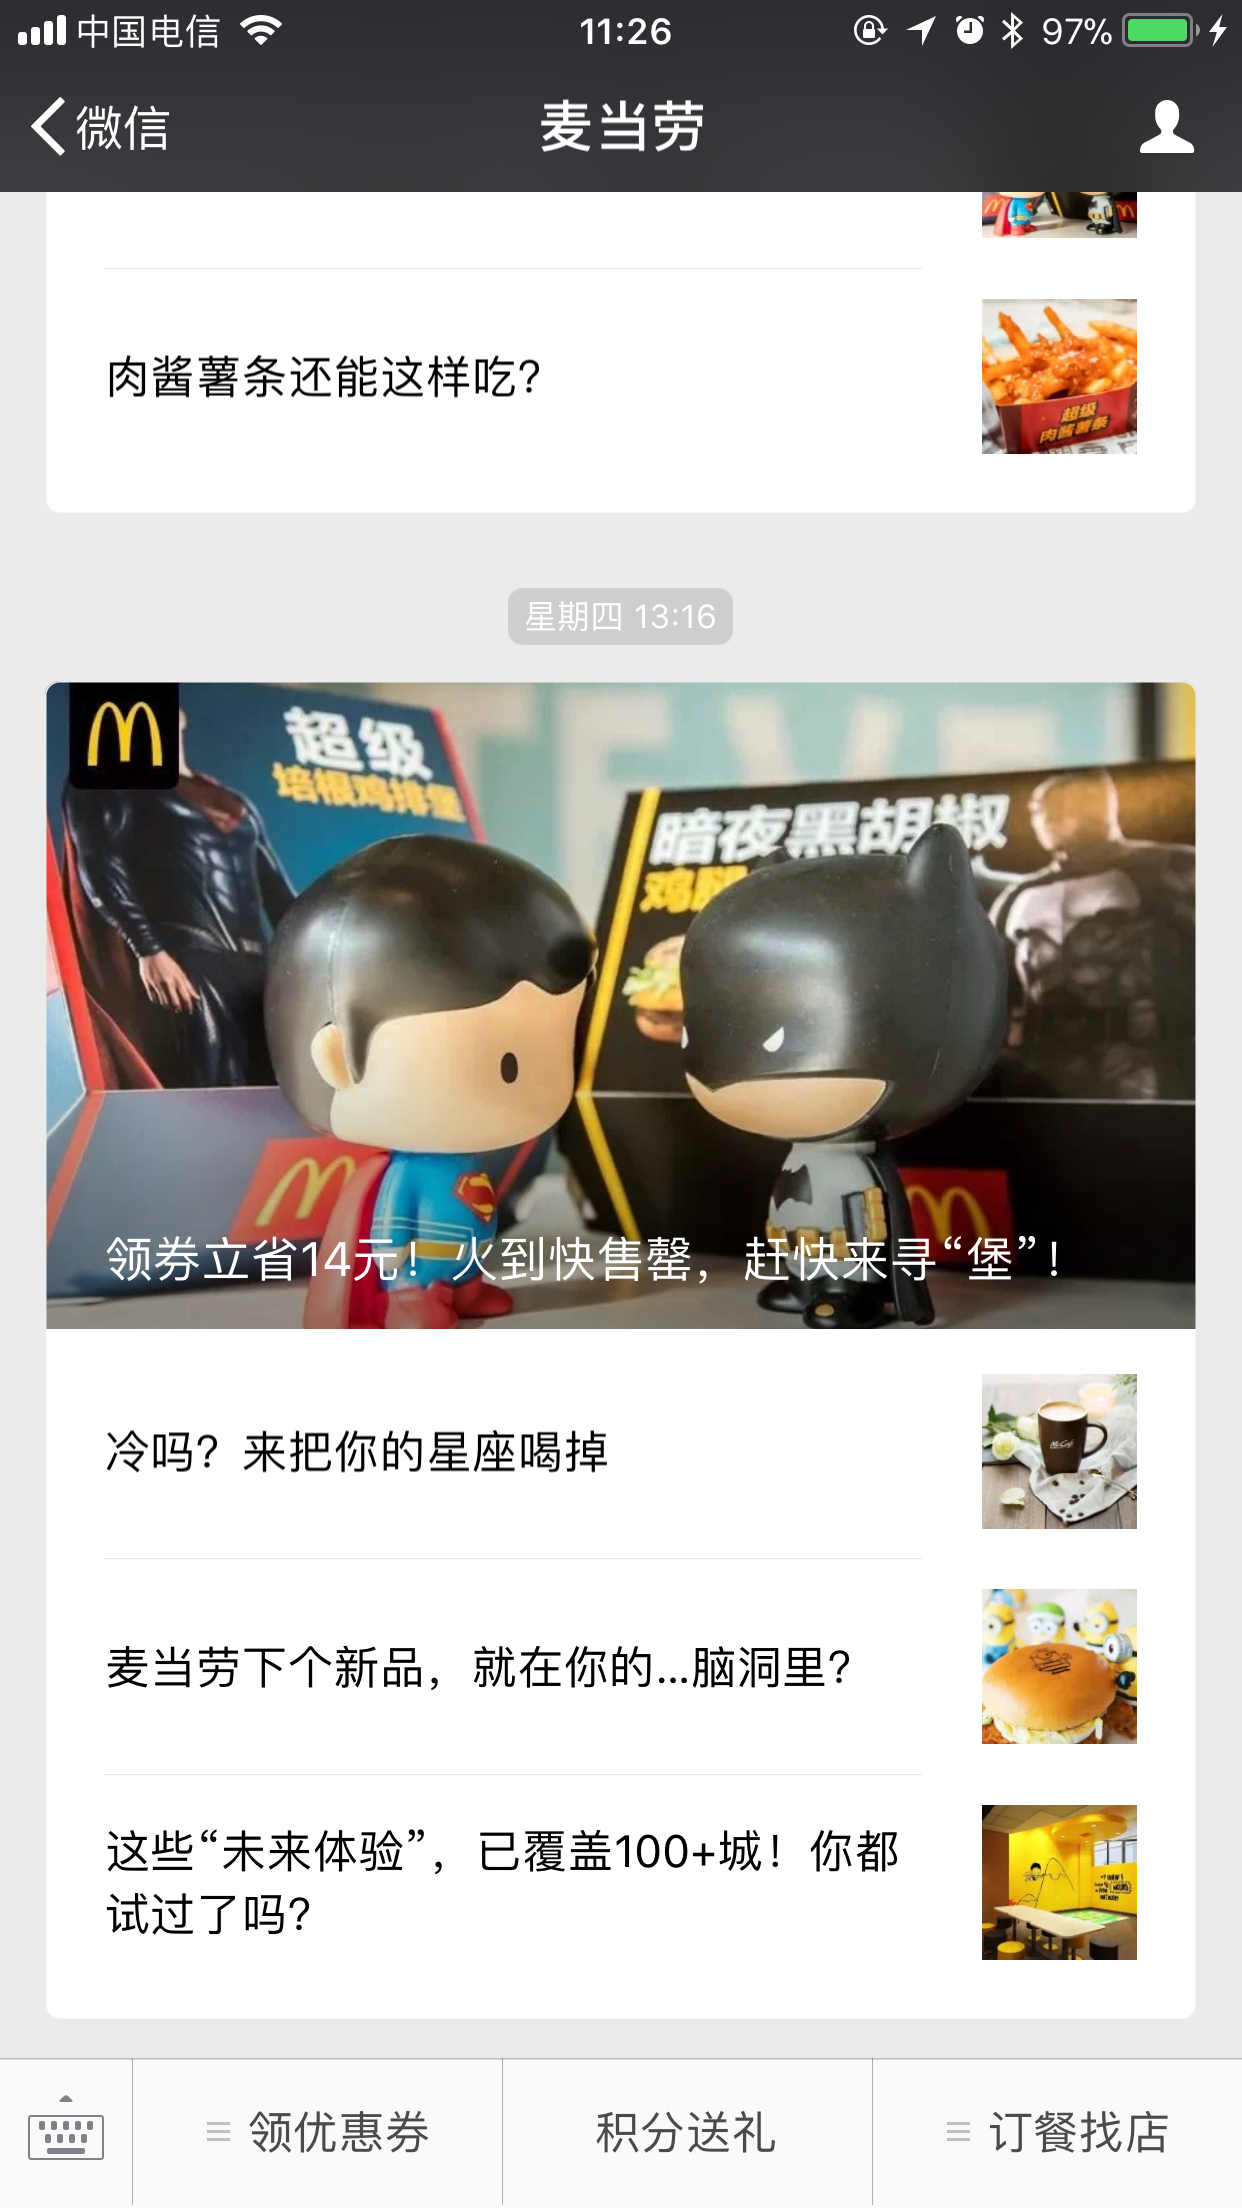 中国电信
11:26
97%
微信
麦当劳
肉酱薯条还能这样吃?
超级
肉酱薯条
星期四 13:16
超级
培根鸡排堡
暗夜黑胡椒
鸡腿
领券立省14元！火到快售罄，赶快来寻“堡”！
冷吗？来把你的星座喝掉
McCafé
麦当劳下个新品，就在你的...脑洞里?
这些“未来体验”，已覆盖100+城！你都
试过了吗?
领优惠券
积分送礼
订餐找店